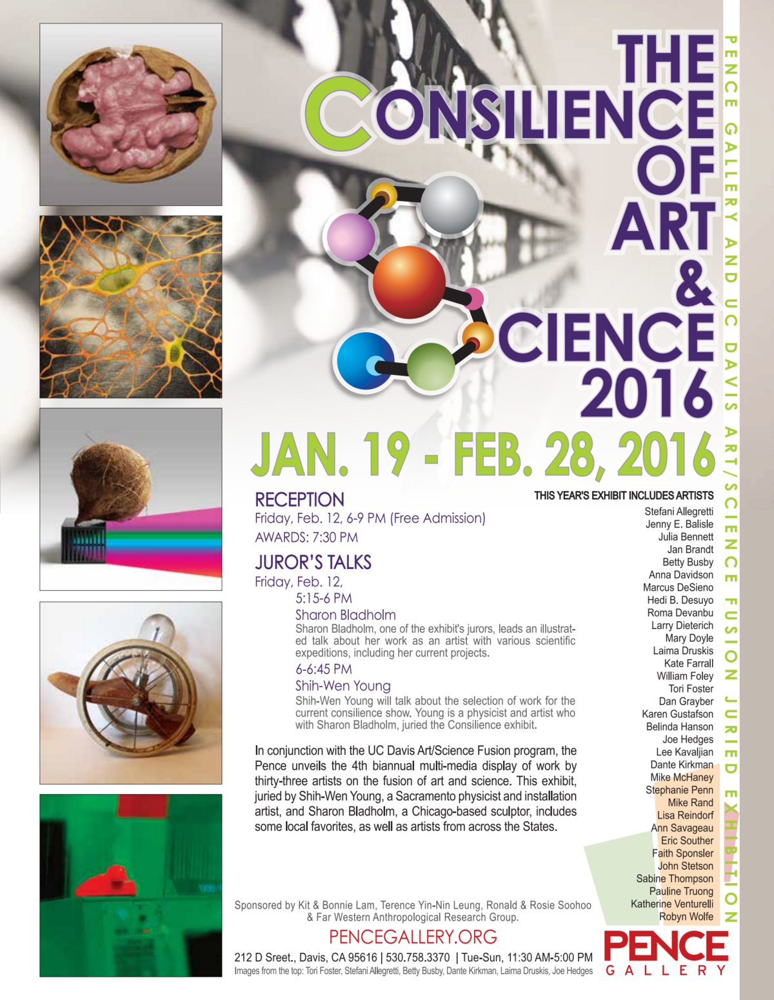 THE
CONSILIENCE
OF
ART
&
CIENCE
2016
JAN. 19 - FEB. 28, 2016
RECEPTION
Friday, Feb. 12, 6-9 PM (Free Admission)
AWARDS: 7:30 PM
JUROR'S TALKS
Friday, Feb. 12,
5:15-6 PM
Sharon Bladholm
Sharon Bladholm, one of the exhibit's jurors, leads an illustrat-
ed talk about her work as an artist with various scientific
expeditions, including her current projects.
6-6:45 PM
Shih-Wen Young
Shih-Wen Young will talk about the selection of work for the
current consilience show. Young is a physicist and artist who
with Sharon Bladholm, juried the Consilience exhibit.
In conjunction with the UC Davis Art/Science Fusion program, the
Pence unveils the 4th biannual multi-media display of work by
thirty-three artists on the fusion of art and science. This exhibit,
juried by Shih-Wen Young, a Sacramento physicist and installation
artist, and Sharon Bladholm, a Chicago-based sculptor, includes
some local favorites, as well as artists from across the States.
THIS YEAR'S EXHIBIT INCLUDES ARTISTS
Stefani Allegretti
Jenny E. Balisle
Julia Bennett
Jan Brandt
Betty Busby
Anna Davidson
Marcus DeSieno
Hedi B. Desuyo
Roma Devanbu
Larry Dieterich
Mary Doyle
Laima Druskis
Kate Farrall
William Foley
Tori Foster
Dan Grayber
Karen Gustafson
Belinda Hanson
Joe Hedges
Lee Kavaljian
Dante Kirkman
Mike McHaney
Stephanie Penn
Mike Rand
Lisa Reindorf
Ann Savageau
Eric Souther
Faith Sponsler
John Stetson
Sabine Thompson
Pauline Truong
Katherine Venturelli
Robyn Wolfe
PENCE GALLERY AND UC DAVIS ART/SCIENCE FUSION JURIED EXHIBITION
Sponsored by Kit & Bonnie Lam, Terence Yin-Nin Leung, Ronald & Rosie Soohoo
& Far Western Anthropological Research Group.
PENCEGALLERY.ORG
212 D Sreet., Davis, CA 95616 | 530.758.3370 | Tue-Sun, 11:30 AM-5:00 PM
Images from the top: Tori Foster, Stefani Allegretti, Betty Busby, Dante Kirkman, Laima Druskis, Joe Hedges
PENCE
GALLERY